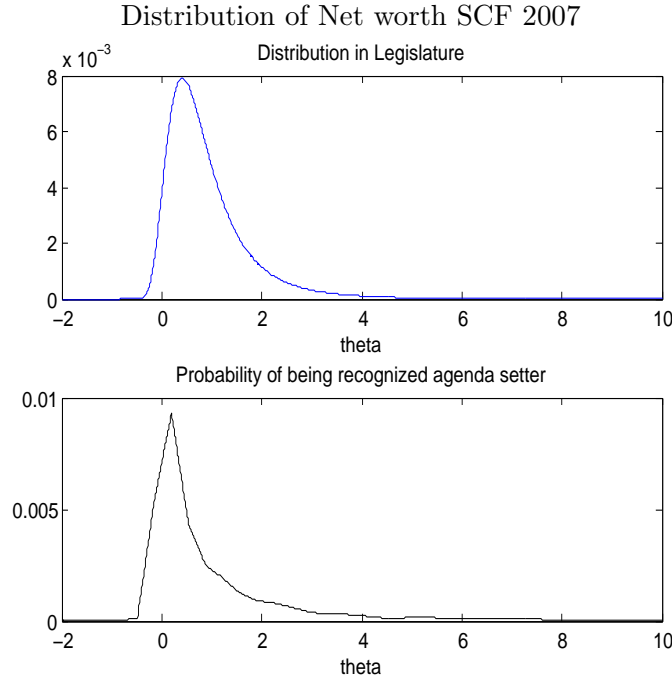 Distribution of Net worth SCF 2007
Distribution in Legislature
x 10⁻³
8
6
4
2
0
−2 0 2 4 6 8 10
theta
Probability of being recognized agenda setter
0.01
0.005
0
−2 0 2 4 6 8 10
theta